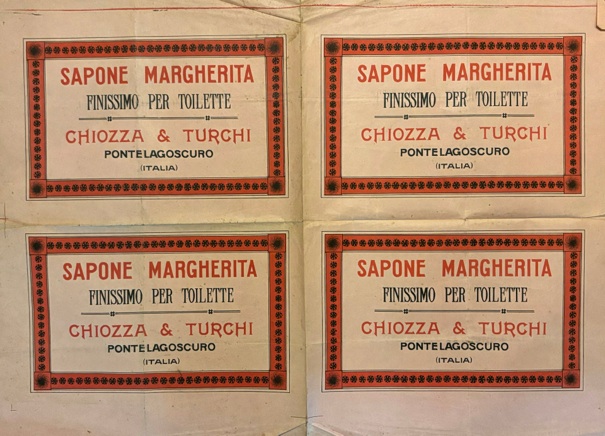 SAPONE MARGHERITA
FINISSIMO PER TOILETTE
CHIOZZA & TURCHI
PONTELAGOSCURO
(ITALIA)
SAPONE MARGHERITA
FINISSIMO PER TOILETTE
CHIOZZA & TURCHI
PONTELAGOSCURO
(ITALIA)
SAPONE MARGHERITA
FINISSIMO PER TOILETTE
CHIOZZA & TURCHI
PONTELAGOSCURO
(ITALIA)
SAPONE MARGHERITA
FINISSIMO PER TOILETTE
CHIOZZA & TURCHI
PONTELAGOSCURO
(ITALIA)